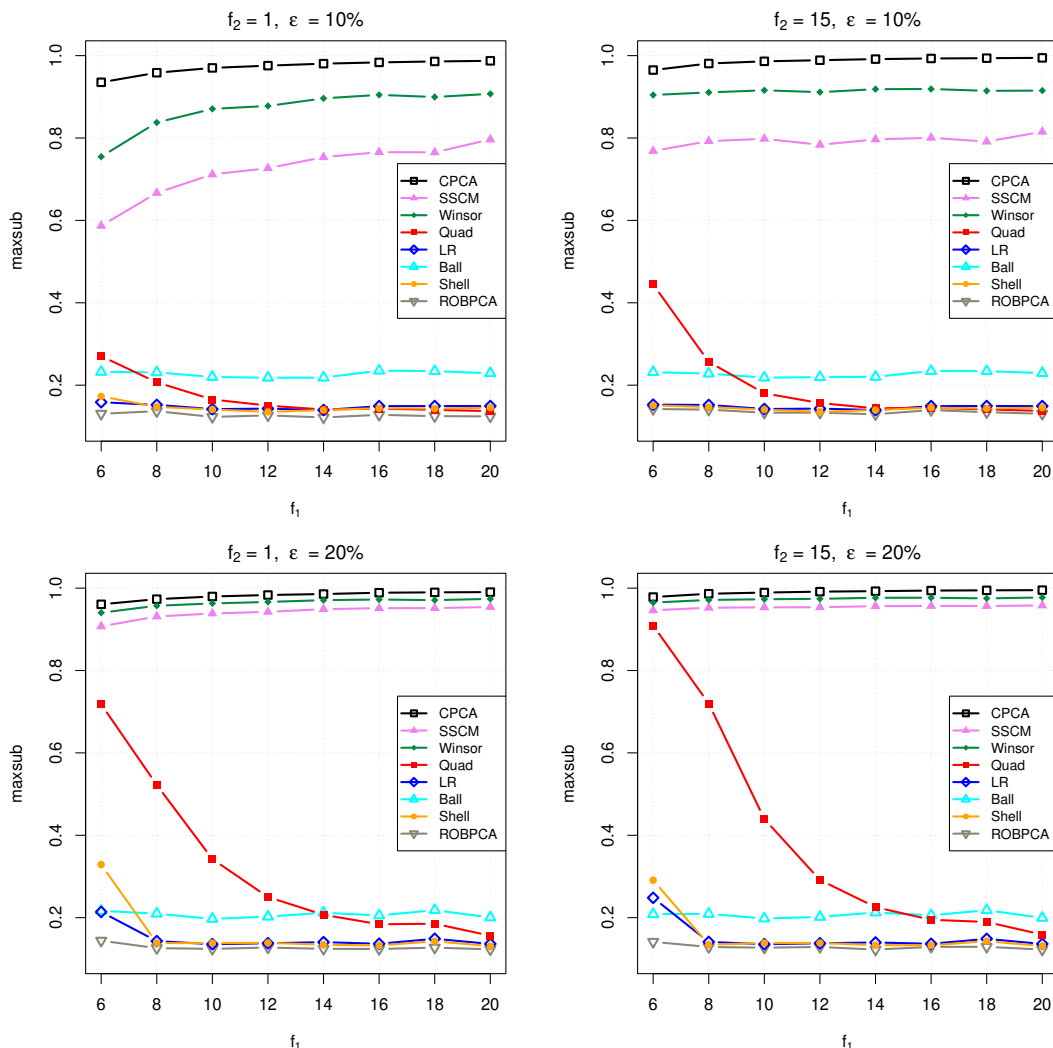 f₂ = 1, ε = 10%
maxsub
1.0
0.8
0.6
0.4
0.2
CPCA
SSCM
Winsor
Quad
LR
Ball
Shell
ROBPCA
6 8 10 12 14 16 18 20
f₁
f₂ = 15, ε = 10%
maxsub
1.0
0.8
0.6
0.4
0.2
CPCA
SSCM
Winsor
Quad
LR
Ball
Shell
ROBPCA
6 8 10 12 14 16 18 20
f₁
f₂ = 1, ε = 20%
maxsub
1.0
0.8
0.6
0.4
0.2
CPCA
SSCM
Winsor
Quad
LR
Ball
Shell
ROBPCA
6 8 10 12 14 16 18 20
f₁
f₂ = 15, ε = 20%
maxsub
1.0
0.8
0.6
0.4
0.2
CPCA
SSCM
Winsor
Quad
LR
Ball
Shell
ROBPCA
6 8 10 12 14 16 18 20
f₁